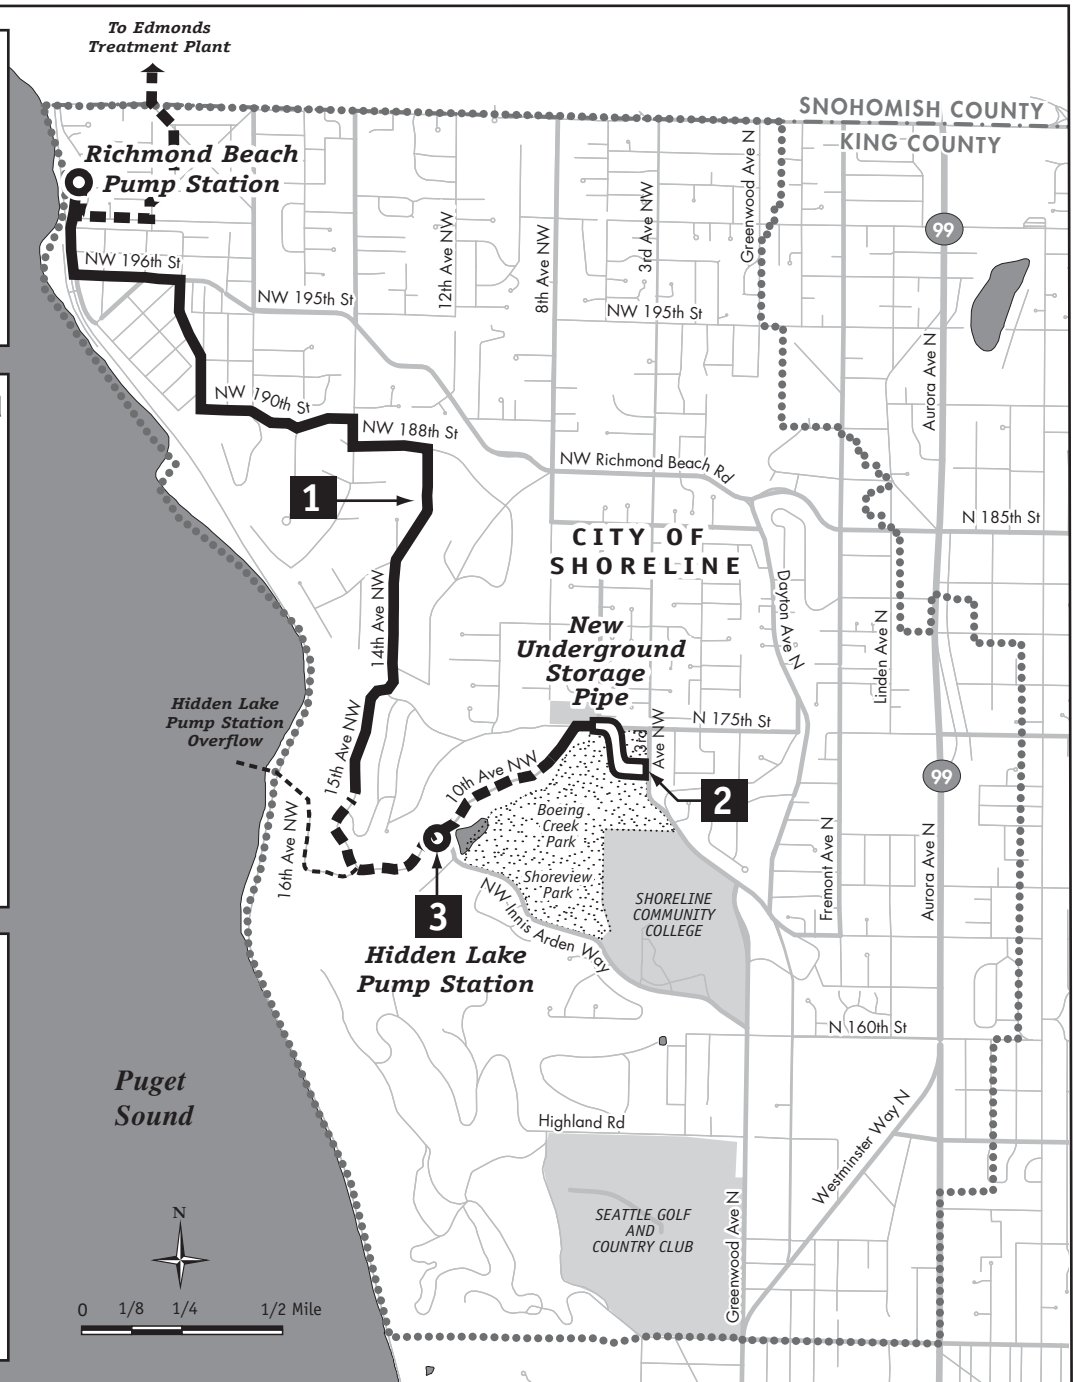 To Edmonds
Treatment Plant
SNOHOMISH COUNTY
KING COUNTY
Richmond Beach
Pump Station
Greenwood Ave N
99
3rd Ave NW
12th Ave NW
8th Ave NW
NW 196th St
NW 195th St
NW 195th St
Aurora Ave N
NW 190th St
NW 188th St
NW Richmond Beach Rd
1
N 185th St
CITY OF
SHORELINE
Dayton Ave N
14th Ave NW
Linden Ave N
New
Underground
Storage
Pipe
Hidden Lake
Pump Station
Overflow
15th Ave NW
3rd
Ave NW
N 175th St
10th Ave NW
99
2
16th Ave NW
Boeing
Creek
Park
Fremont Ave N
Aurora Ave N
Shoreview
Park
3
NW Innis Arden Way
SHORELINE
COMMUNITY
COLLEGE
Hidden Lake
Pump Station
N 160th St
Puget
Sound
Highland Rd
Westminster Way N
Greenwood Ave N
SEATTLE GOLF
AND
COUNTRY CLUB
N
0 1/8 1/4 1/2 Mile